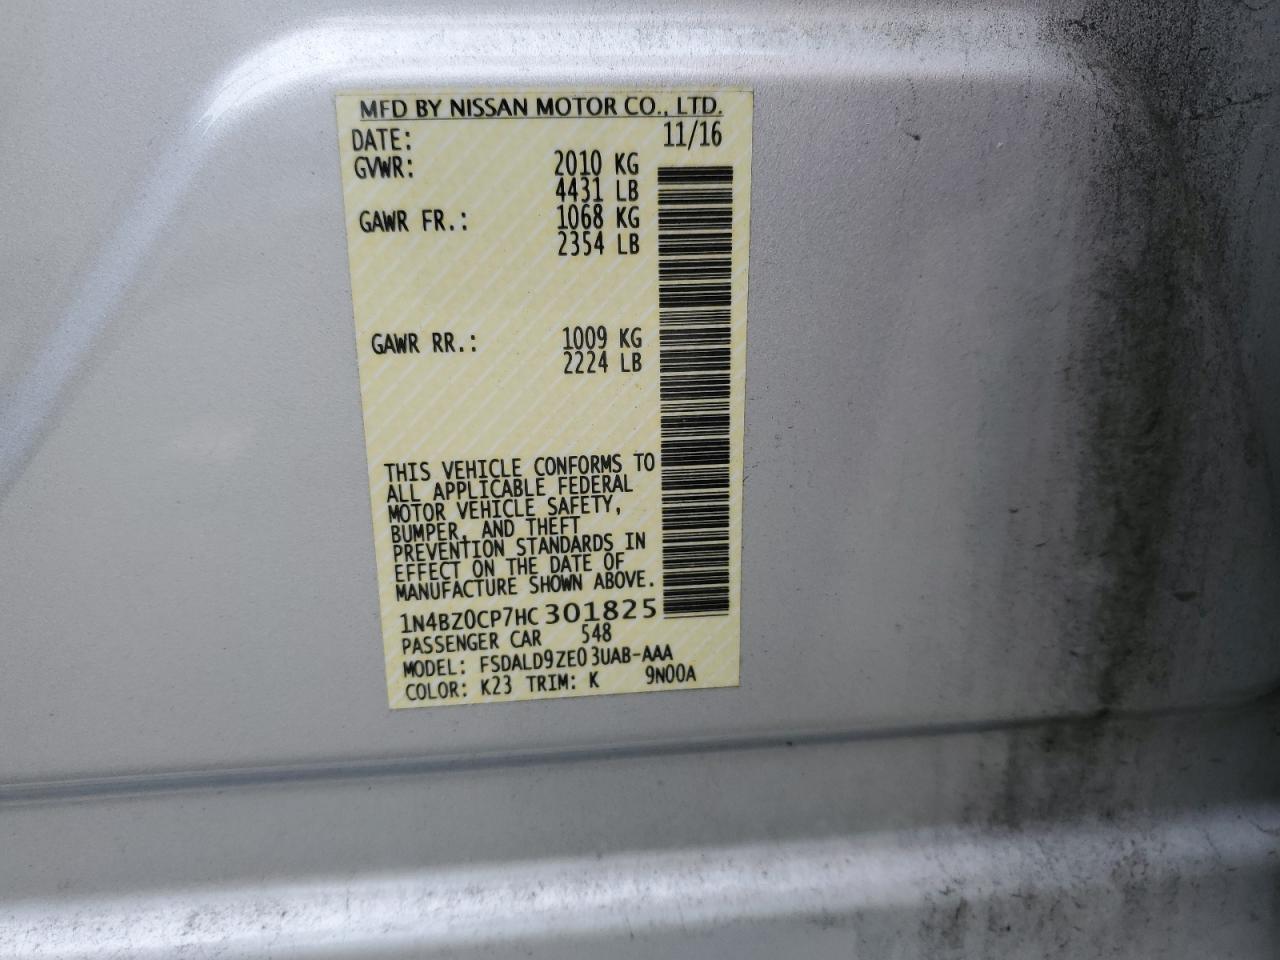 MFD BY NISSAN MOTOR CO., LTD.
DATE: 11/16
GVWR: 2010 KG
4431 LB
GAWR FR.: 1068 KG
2354 LB
GAWR RR.: 1009 KG
2224 LB
THIS VEHICLE CONFORMS TO
ALL APPLICABLE FEDERAL
MOTOR VEHICLE SAFETY,
BUMPER, AND THEFT
PREVENTION STANDARDS IN
EFFECT ON THE DATE OF
MANUFACTURE SHOWN ABOVE.
1N4BZ0CP7HC301825
PASSENGER CAR 548
MODEL: FSDALD9ZE03UAB-AAA
COLOR: K23 TRIM: K 9N00A